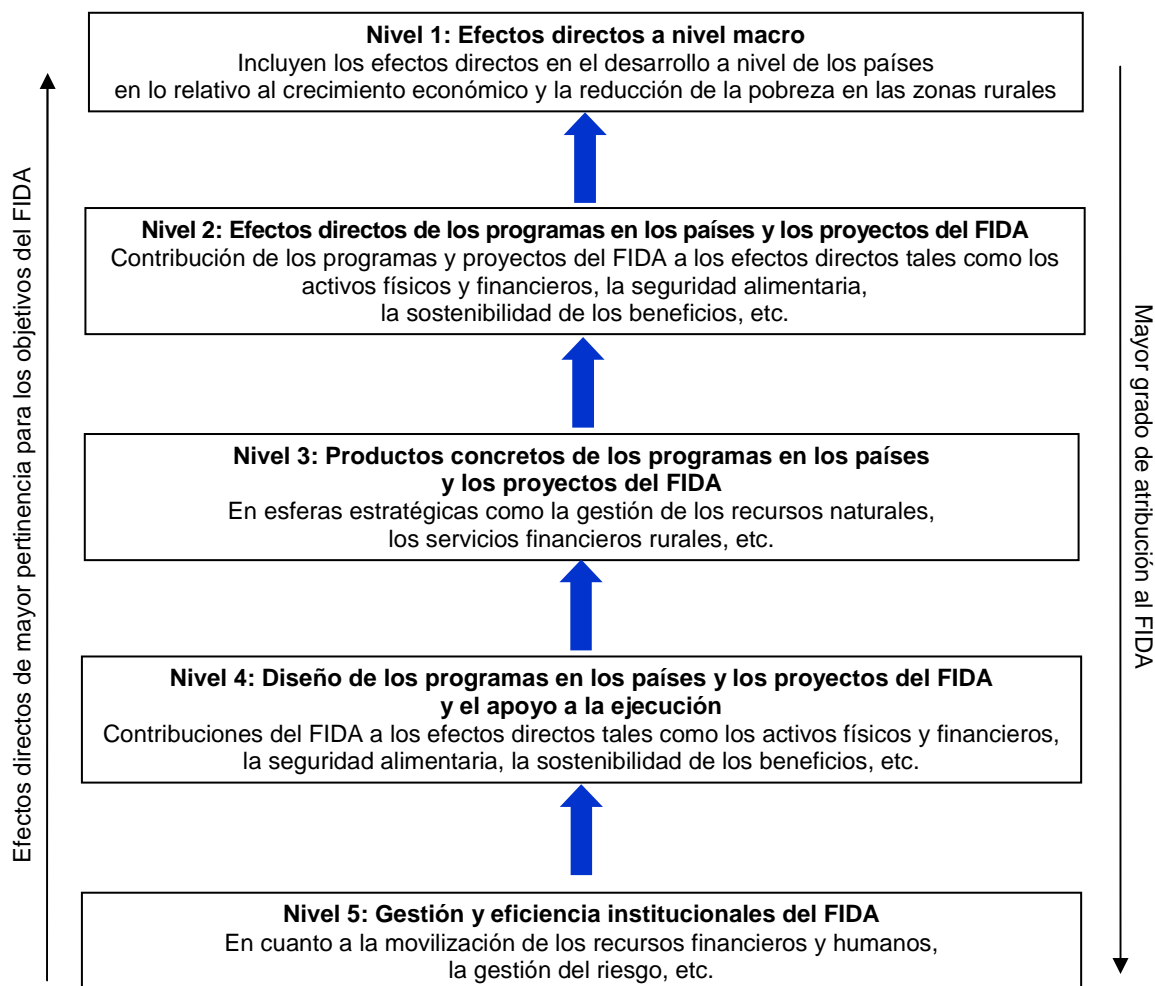 Nivel 1: Efectos directos a nivel macro
Incluyen los efectos directos en el desarrollo a nivel de los países
en lo relativo al crecimiento económico y la reducción de la pobreza en las zonas rurales
Nivel 2: Efectos directos de los programas en los países y los proyectos del FIDA
Contribución de los programas y proyectos del FIDA a los efectos directos tales como los
activos físicos y financieros, la seguridad alimentaria,
la sostenibilidad de los beneficios, etc.
Nivel 3: Productos concretos de los programas en los países
y los proyectos del FIDA
En esferas estratégicas como la gestión de los recursos naturales,
los servicios financieros rurales, etc.
Nivel 4: Diseño de los programas en los países y los proyectos del FIDA
y el apoyo a la ejecución
Contribuciones del FIDA a los efectos directos tales como los activos físicos y financieros,
la seguridad alimentaria, la sostenibilidad de los beneficios, etc.
Nivel 5: Gestión y eficiencia institucionales del FIDA
En cuanto a la movilización de los recursos financieros y humanos,
la gestión del riesgo, etc.
Efectos directos de mayor pertinencia para los objetivos del FIDA
Mayor grado de atribución al FIDA